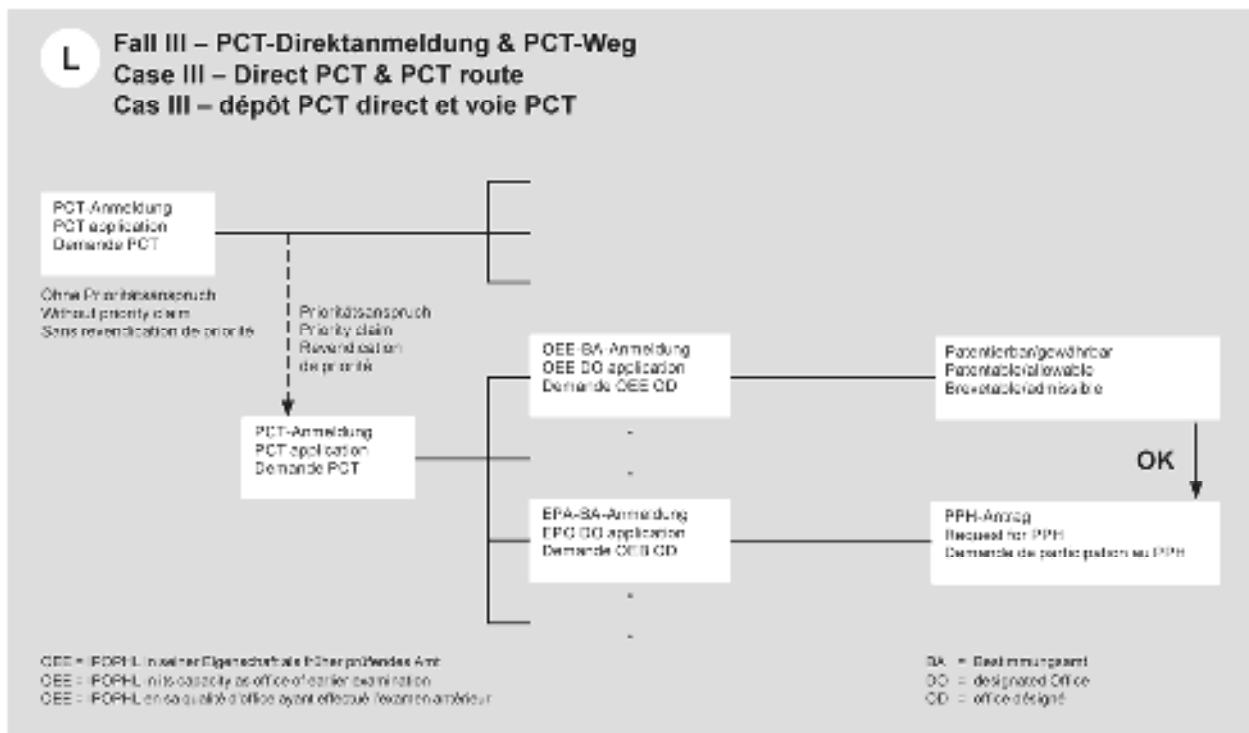 L
Fall III – PCT-Direktanmeldung & PCT-Weg
Case III – Direct PCT & PCT route
Cas III – dépôt PCT direct et voie PCT
PCT-Anmeldung
PCT application
Demande PCT
Ohne Prioritätsanspruch
Without priority claim
Sans revendication de priorité
Prioritätsanspruch
Priority claim
Revendication
de priorité
OEE-BA-Anmeldung
OEE DO application
Demande OEE OD
Patentierbar/gewährbar
Patentable/allowable
Brevetable/admissible
PCT-Anmeldung
PCT application
Demande PCT
OK
EPA-BA-Anmeldung
EPO DO application
Demande OEB OD
PPH-Antrag
Request for PPH
Demande de participation au PPH
OEE = IPOPHL in seiner Eigenschaft als früher prüfendes Amt
OEE = IPOPHL in its capacity as office of earlier examination
OEE = IPOPHL en sa qualité d'office ayant effectué l'examen antérieur
BA = Bestimmungsamt
DO = designated Office
OD = office désigné